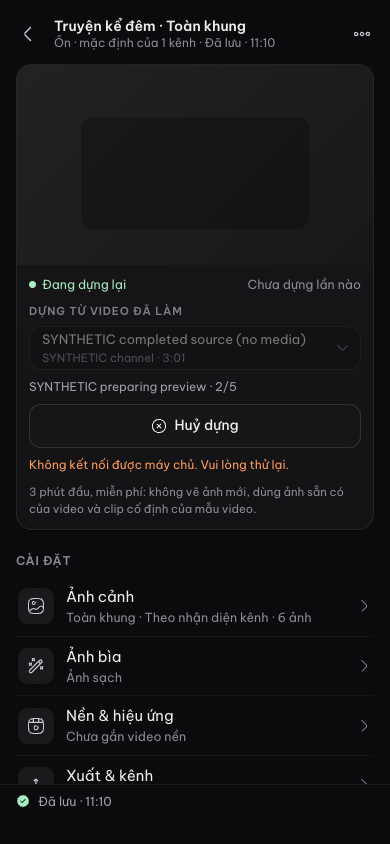 Truyện kể đêm · Toàn khung
Ổn · mặc định của 1 kênh · Đã lưu · 11:10
Đang dựng lại
Chưa dựng lần nào
DỰNG TỪ VIDEO ĐÃ LÀM
SYNTHETIC completed source (no media)
SYNTHETIC channel · 3:01
SYNTHETIC preparing preview · 2/5
Huỷ dựng
Không kết nối được máy chủ. Vui lòng thử lại.
3 phút đầu, miễn phí: không vẽ ảnh mới, dùng ảnh sẵn có
của video và clip cố định của mẫu video.
CÀI ĐẶT
Ảnh cảnh
Toàn khung · Theo nhận diện kênh · 6 ảnh
Ảnh bìa
Ảnh sạch
Nền & hiệu ứng
Chưa gắn video nền
Xuất & kênh
Đã lưu · 11:10